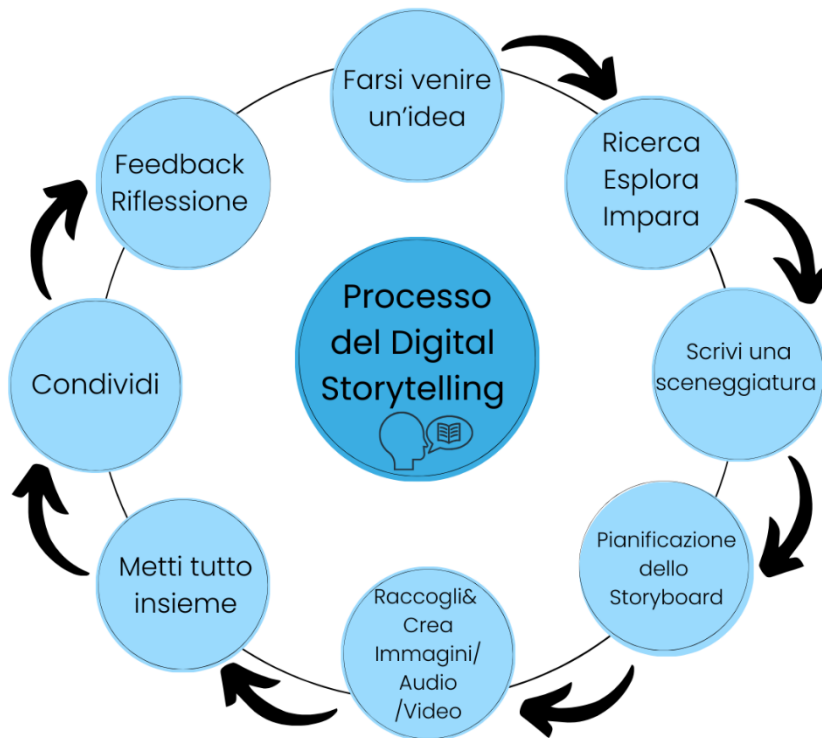 Farsi venire
un'idea
Ricerca
Esplora
Impara
Scrivi una
sceneggiatura
Pianificazione
dello
Storyboard
Raccogli&
Crea
Immagini/
Audio
/Video
Metti tutto
insieme
Condividi
Feedback
Riflessione
Processo
del Digital
Storytelling